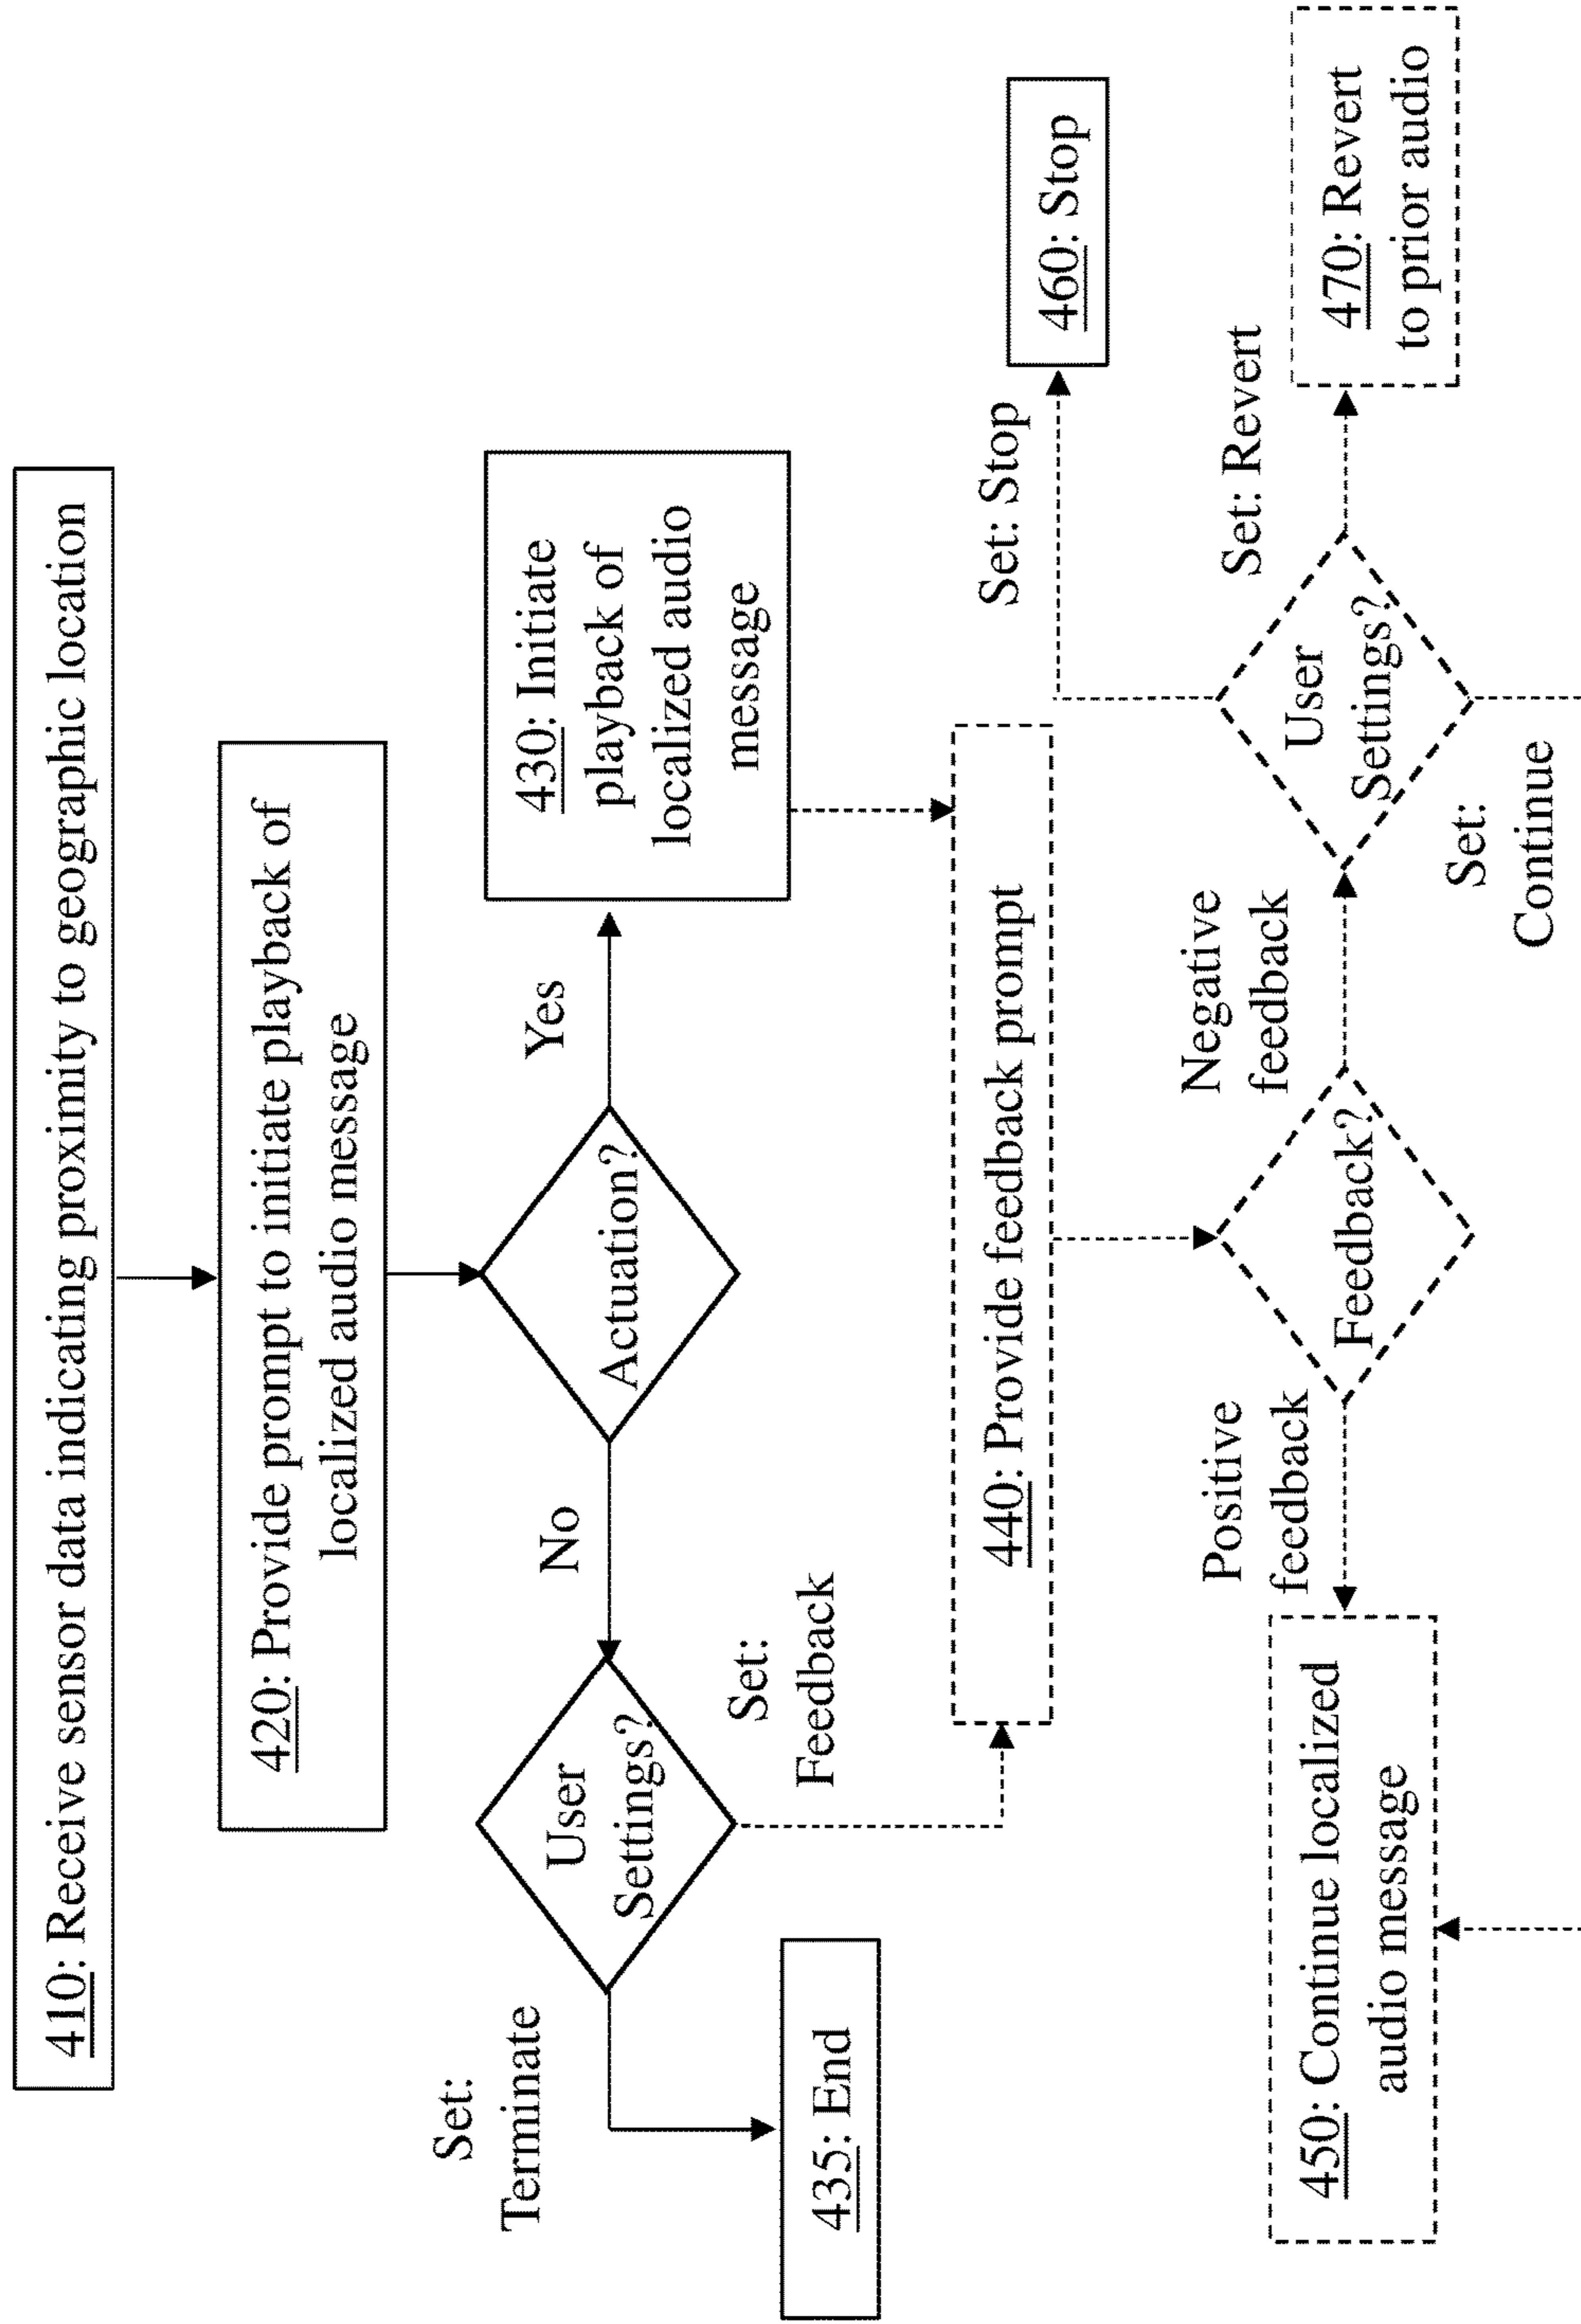 410: Receive sensor data indicating proximity to geographic location
420: Provide prompt to initiate playback of
localized audio message
Actuation?
No
Yes
User
Settings?
Set:
Terminate
Set:
Feedback
435: End
430: Initiate
playback of
localized audio
message
440: Provide feedback prompt
Feedback?
Positive
feedback
Negative
feedback
450: Continue localized
audio message
User
Settings?
Set: Stop
460: Stop
Set: Revert
470: Revert
to prior audio
Set:
Continue